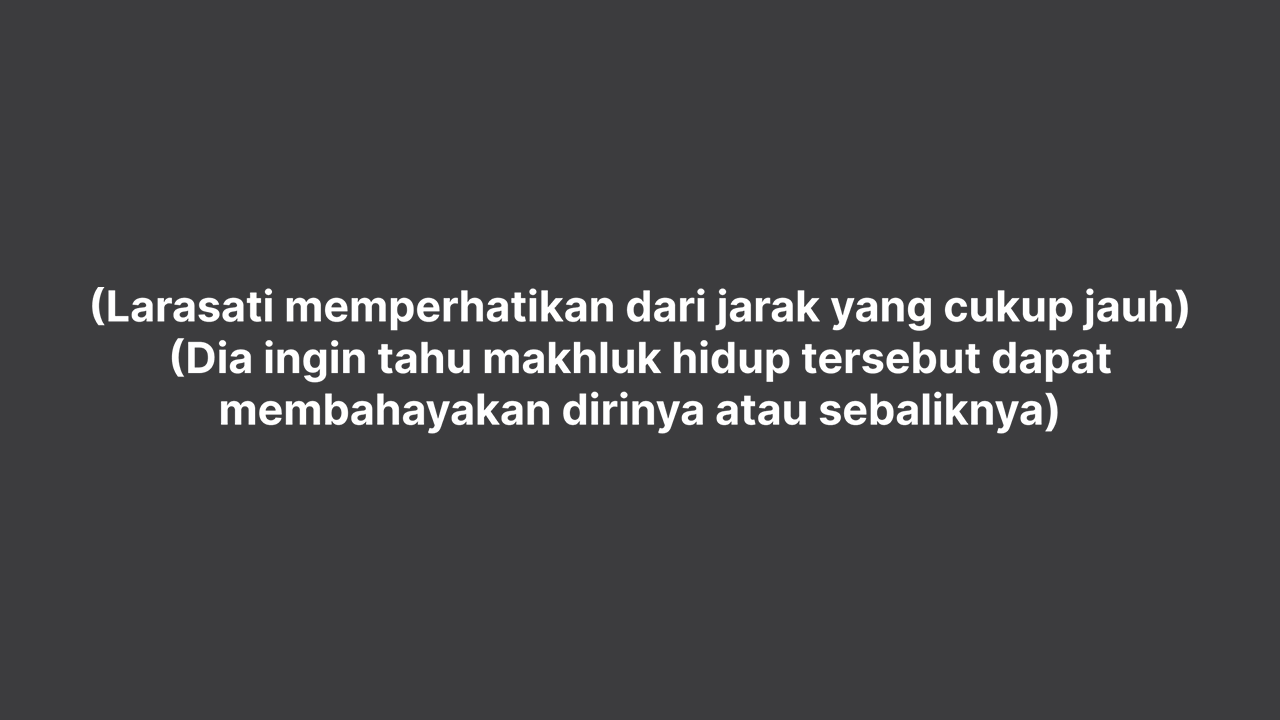 (Larasati memperhatikan dari jarak yang cukup jauh)
(Dia ingin tahu makhluk hidup tersebut dapat
membahayakan dirinya atau sebaliknya)